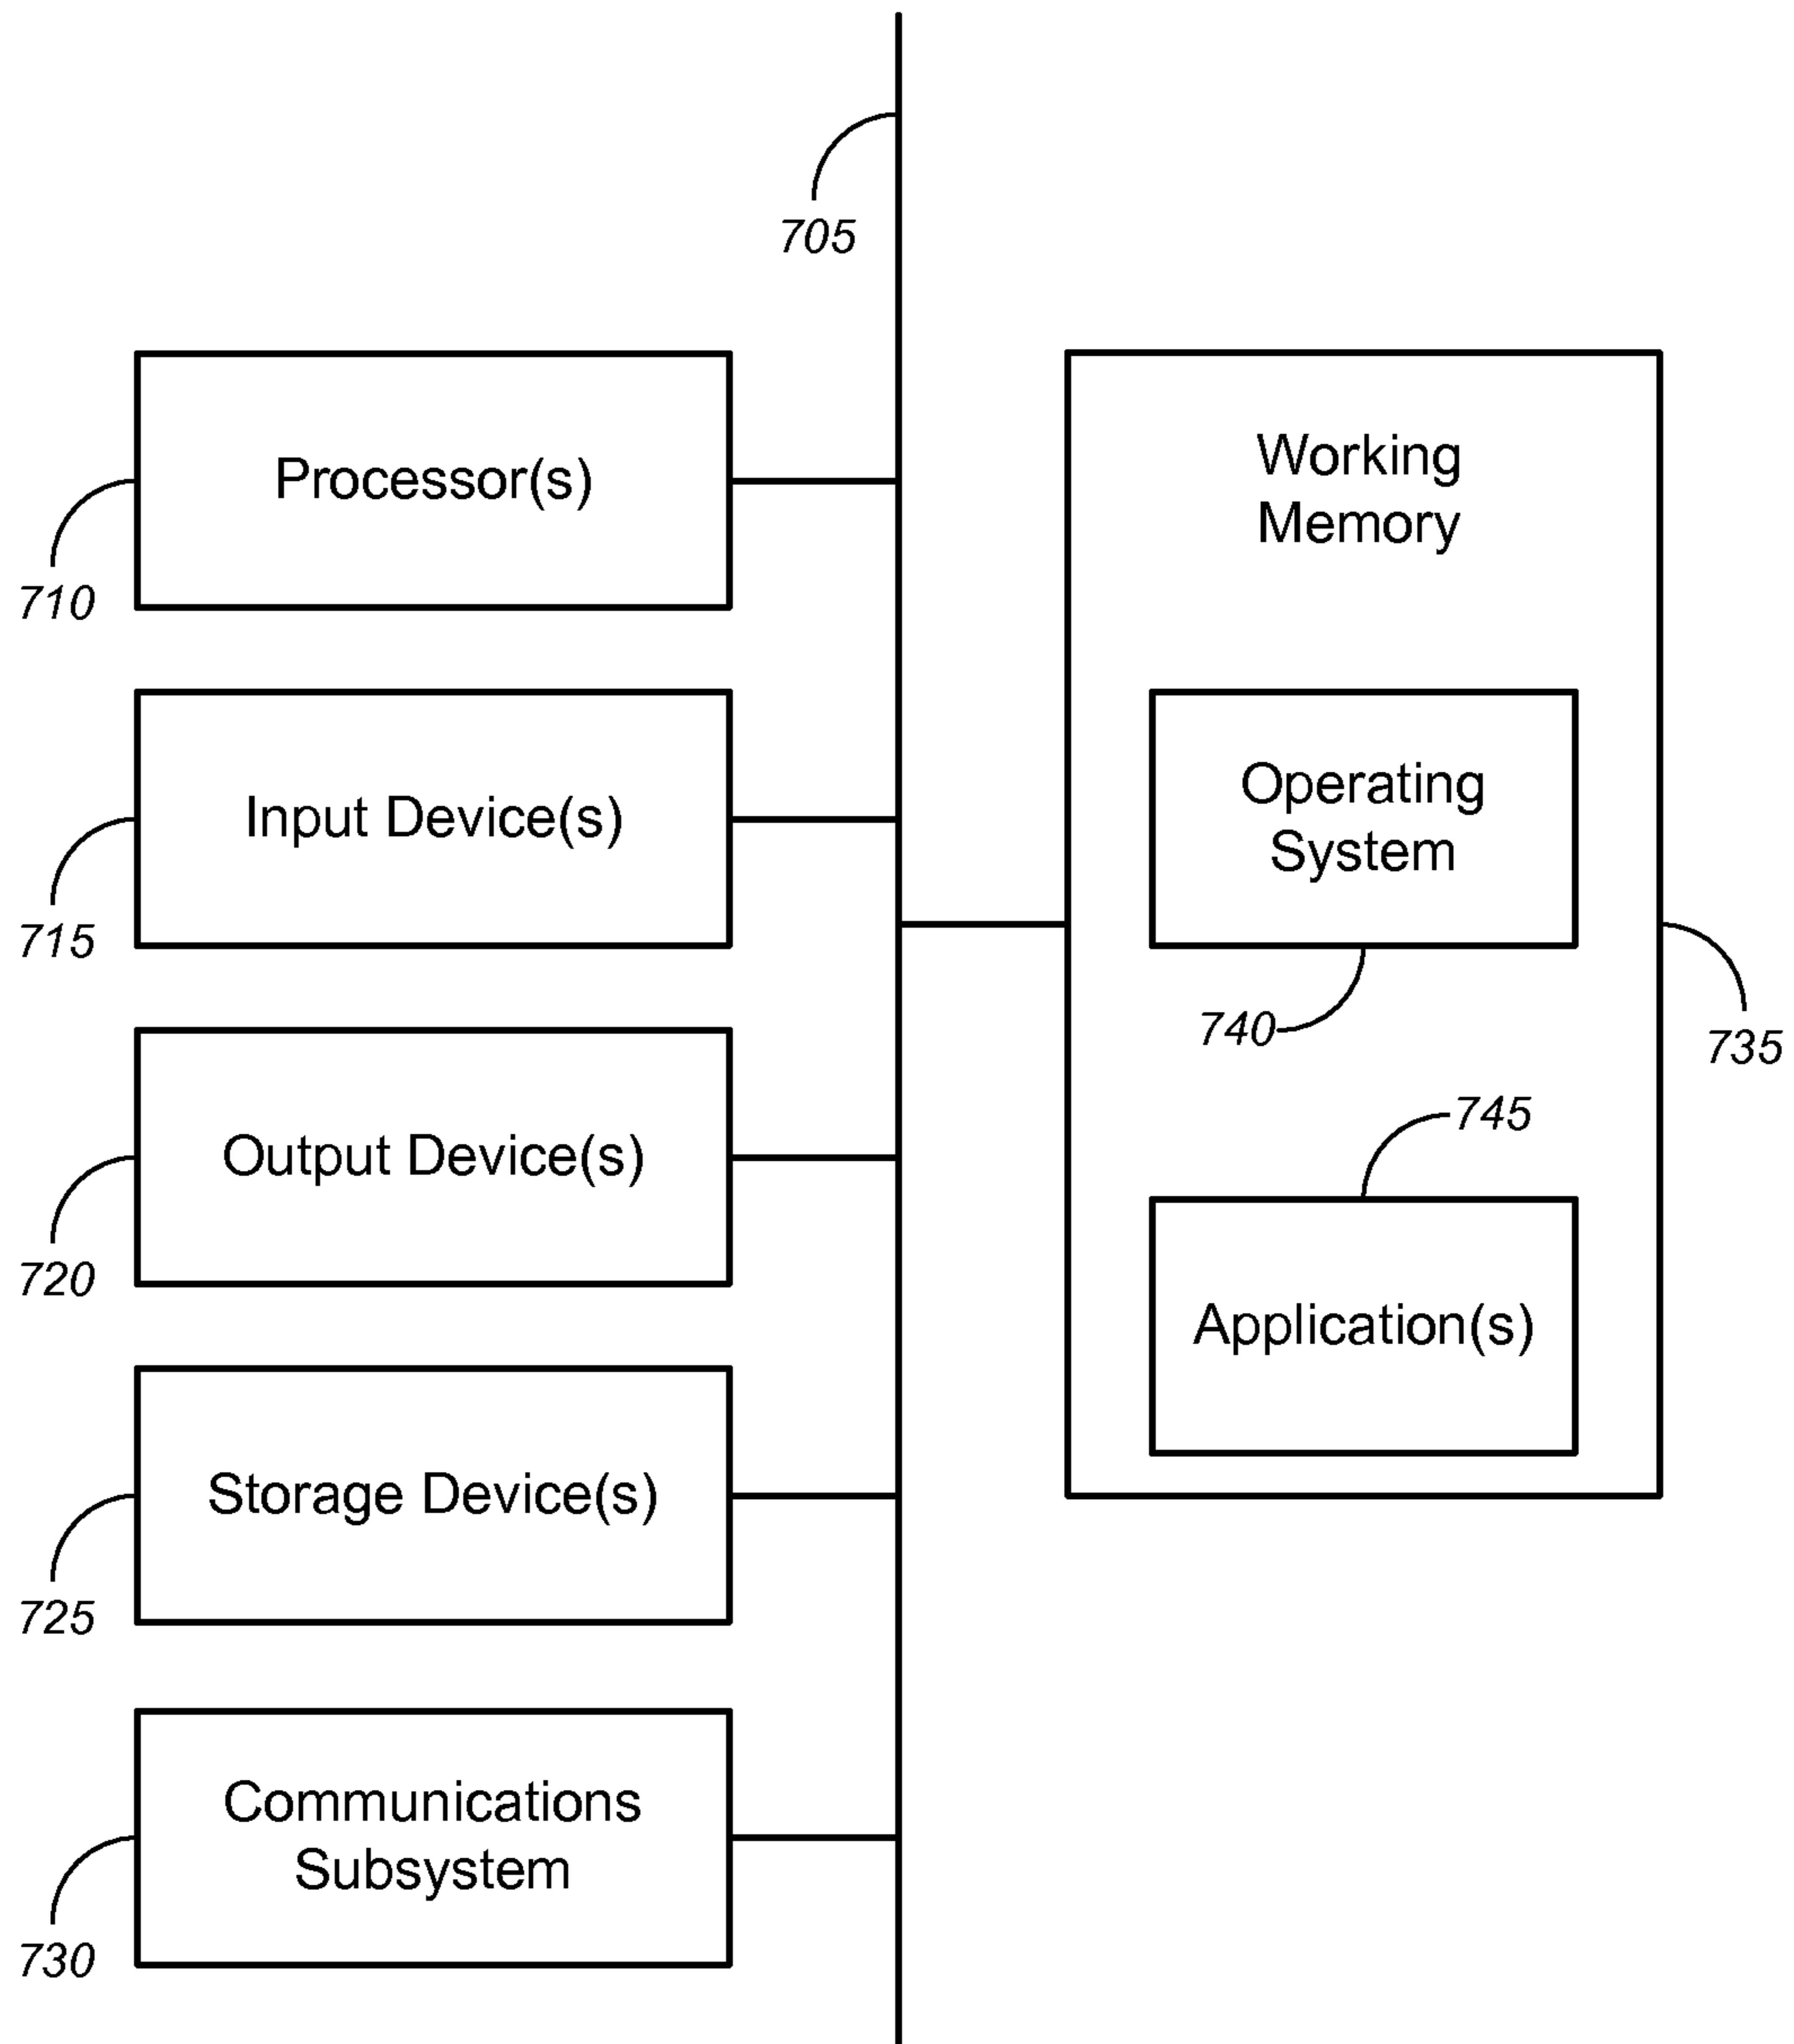 705
Processor(s)
710
Input Device(s)
715
Output Device(s)
720
Storage Device(s)
725
Communications
Subsystem
730
Working
Memory
Operating
System
740
735
745
Application(s)